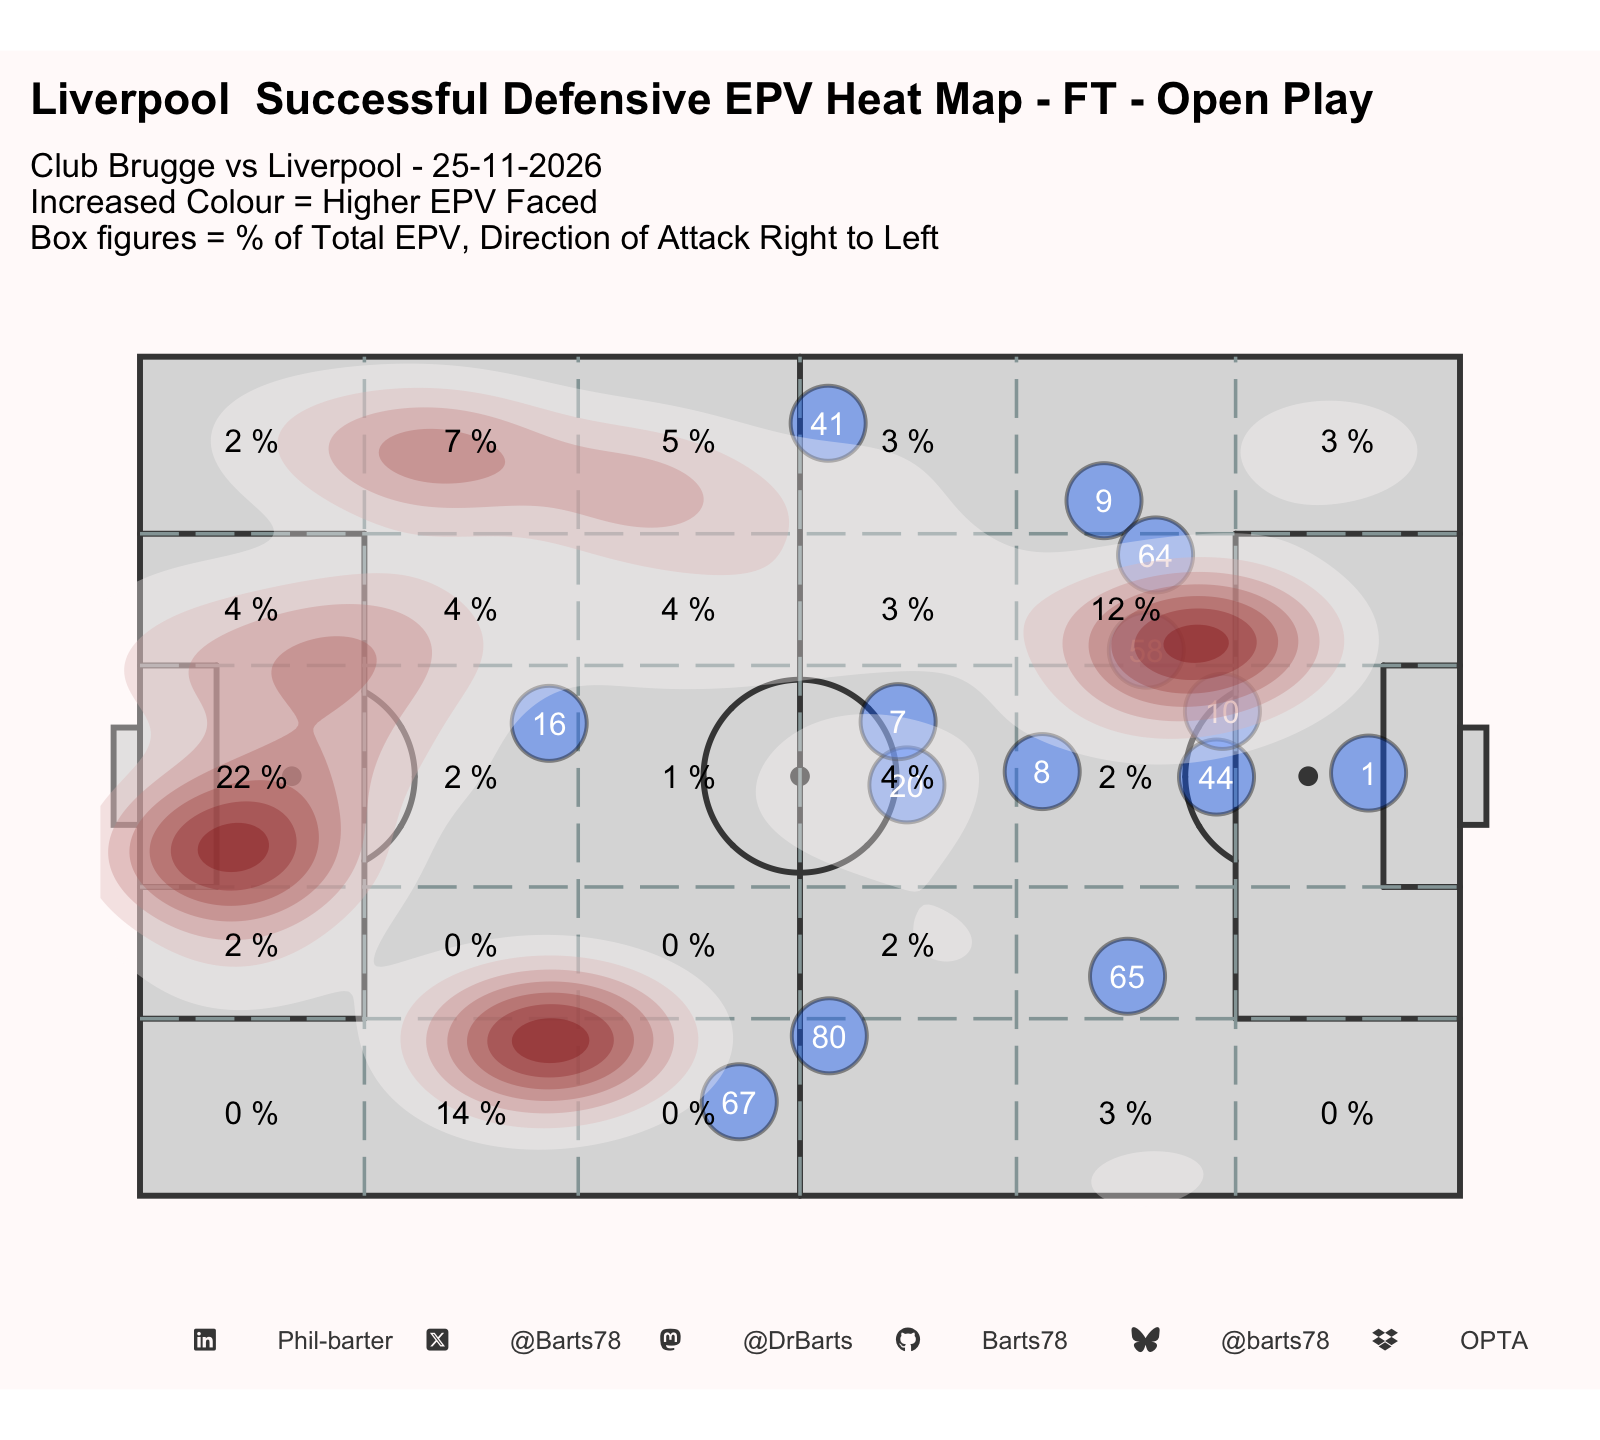 Liverpool  Successful Defensive EPV Heat Map - FT - Open Play
Club Brugge vs Liverpool - 25-11-2026
Increased Colour = Higher EPV Faced
Box figures = % of Total EPV, Direction of Attack Right to Left
41
2 % 7 % 5 % 3 % 3 %
9
64
4 % 4 % 4 % 3 % 12 %
58
10
16 7
22 % 2 % 1 % 4 % 20 8 2 % 44 1
2 % 0 % 0 % 2 %
65
80
67
0 % 14 % 0 % 3 % 0 %
Phil-barter @Barts78 @DrBarts Barts78 @barts78 OPTA